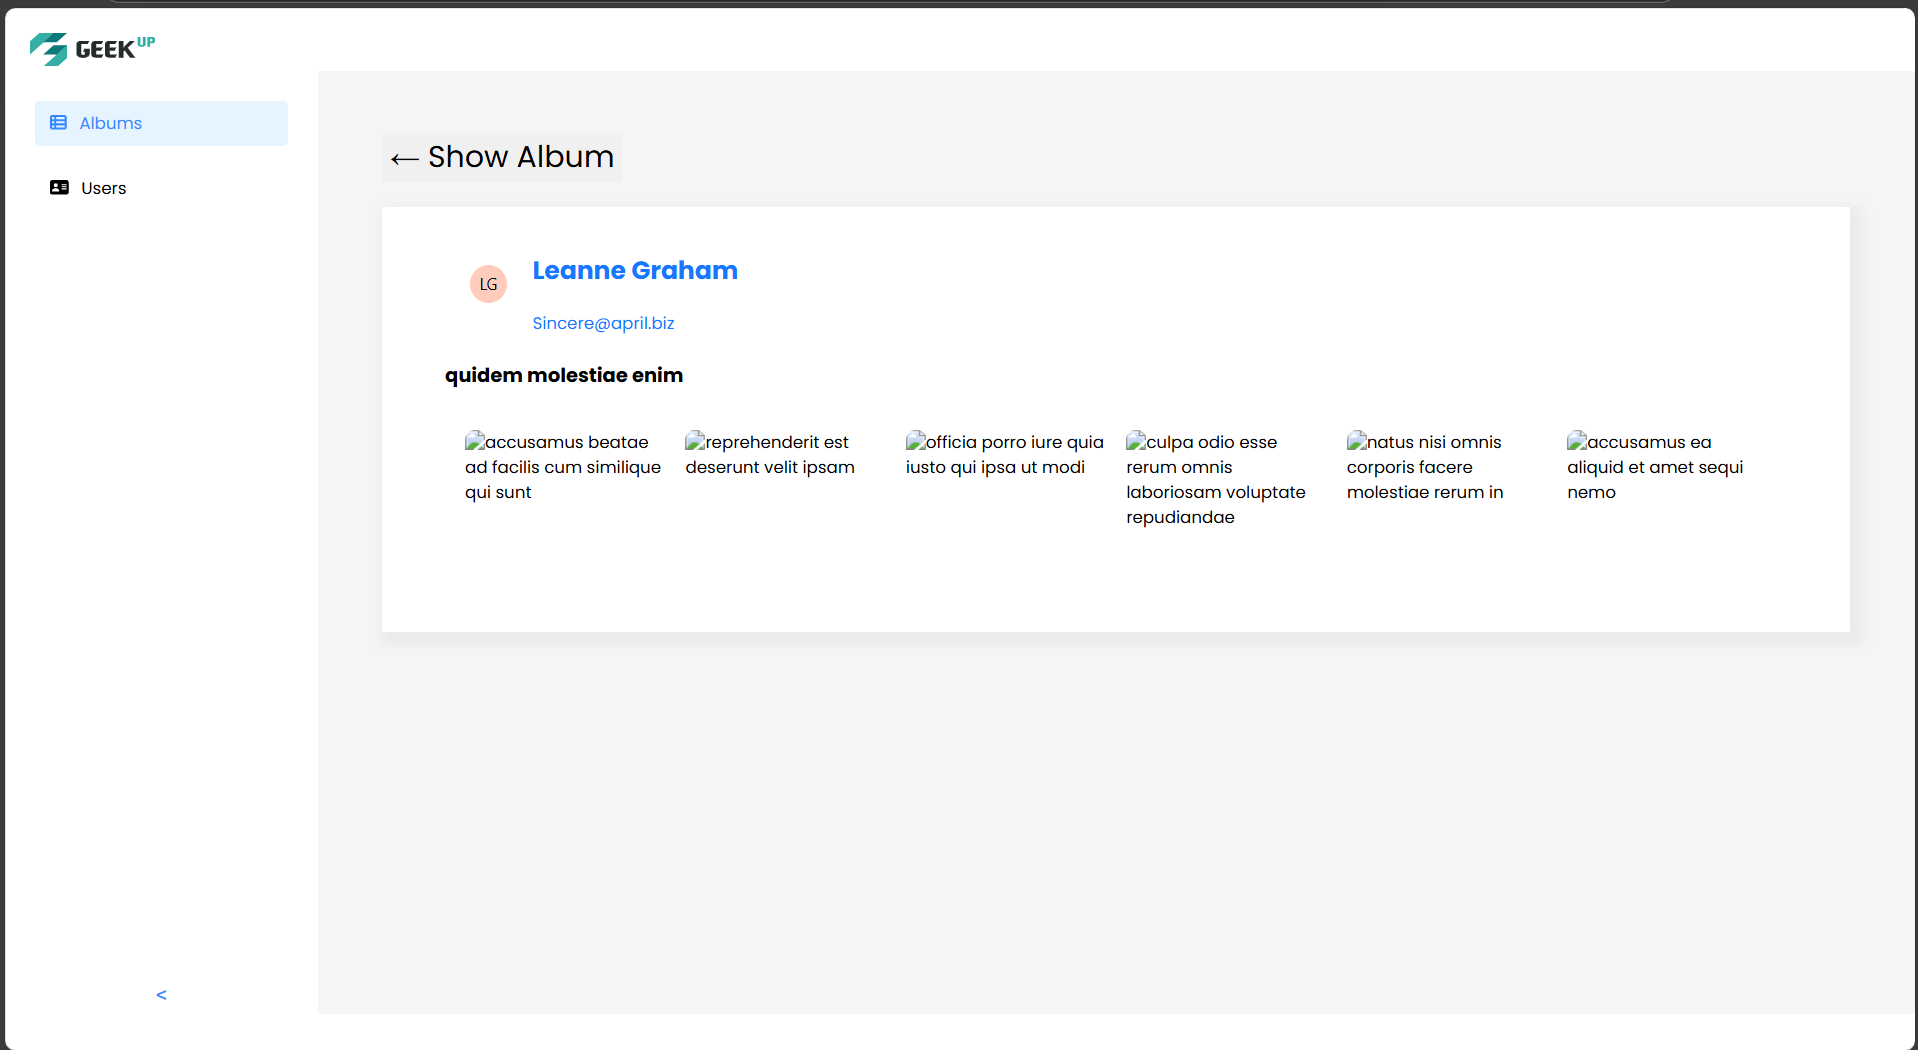 GEEK UP
Albums
Users
← Show Album
LG
Leanne Graham
Sincere@april.biz
quidem molestiae enim
accusamus beatae
ad facilis cum similique
qui sunt
reprehenderit est
deserunt velit ipsam
officia porro iure quia
iusto qui ipsa ut modi
culpa odio esse
rerum omnis
laboriosam voluptate
repudiandae
natus nisi omnis
corporis facere
molestiae rerum in
accusamus ea
aliquid et amet sequi
nemo
<